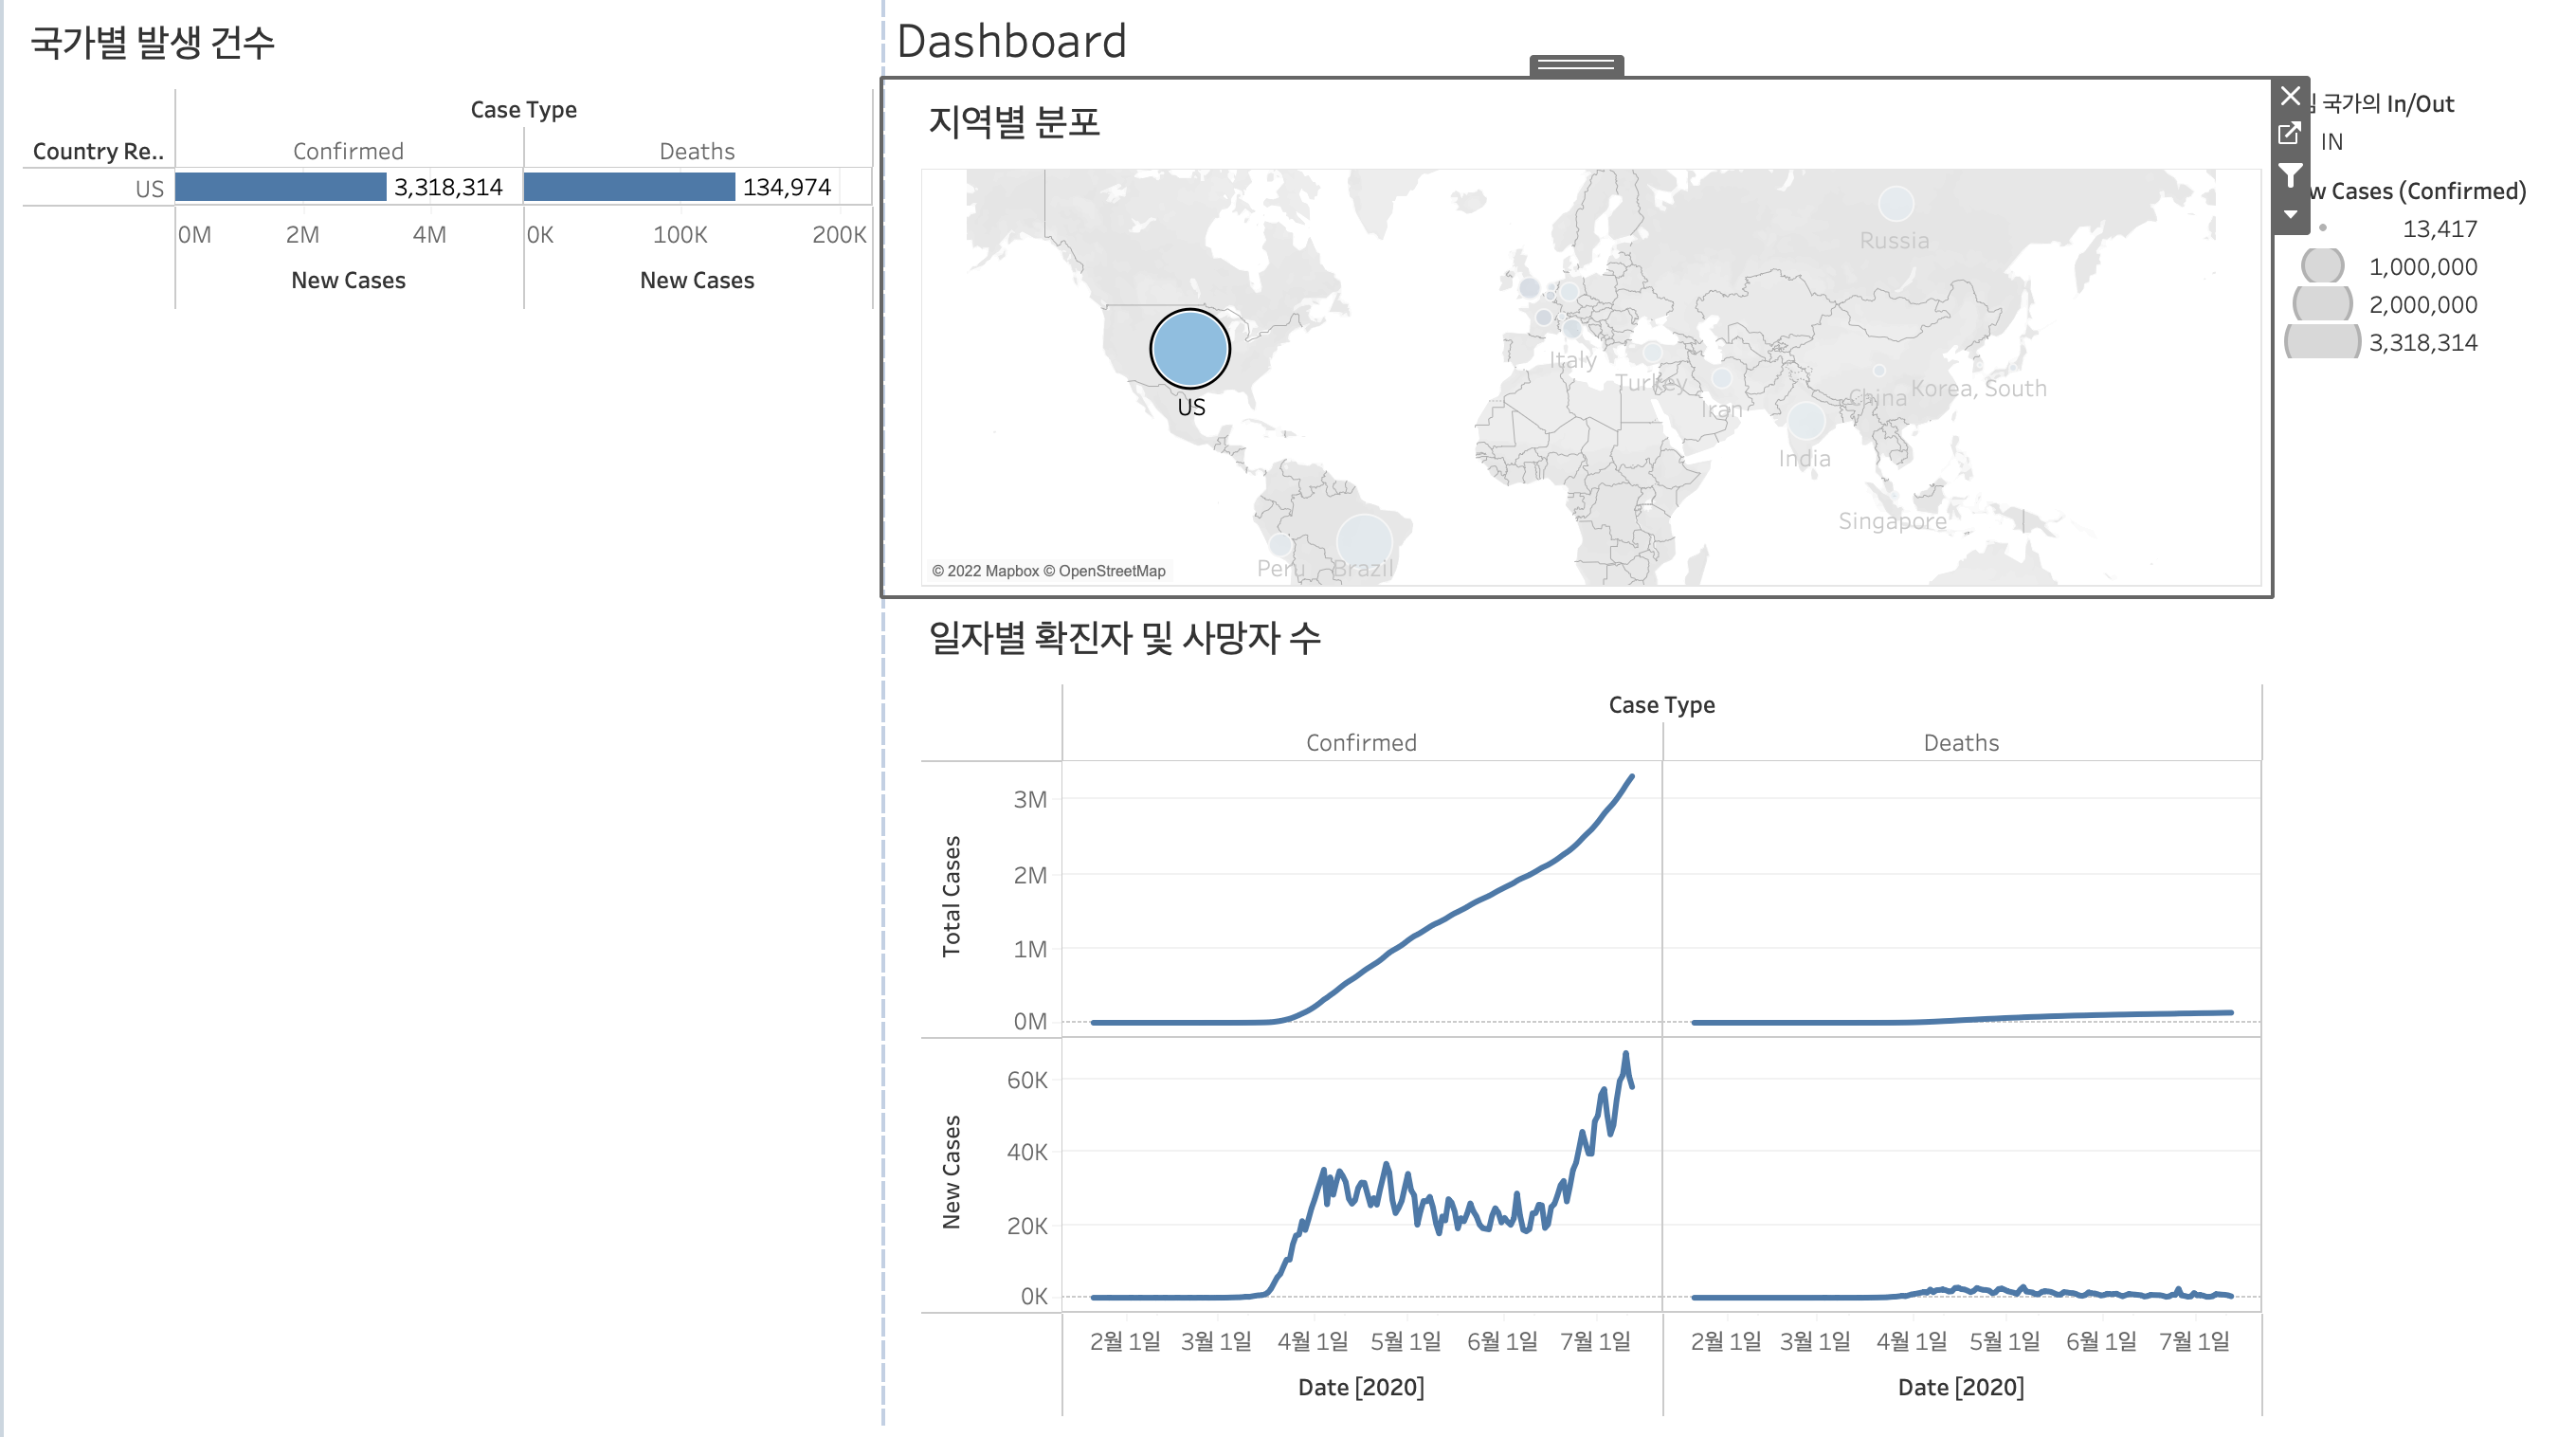 국가별 발생 건수
Case Type
Country Re.. Confirmed Deaths
US 3,318,314 134,974
0M 2M 4M 0K 100K 200K
New Cases New Cases
Dashboard
지역별 분포
Russia
Italy
Turkey
Iran
China
Korea, South
US
India
Singapore
Peru
Brazil
© 2022 Mapbox © OpenStreetMap
국가의 In/Out
IN
w Cases (Confirmed)
13,417
1,000,000
2,000,000
3,318,314
일자별 확진자 및 사망자 수
Case Type
Confirmed Deaths
Total Cases
3M
2M
1M
0M
New Cases
60K
40K
20K
0K
2월 1일 3월 1일 4월 1일 5월 1일 6월 1일 7월 1일 2월 1일 3월 1일 4월 1일 5월 1일 6월 1일 7월 1일
Date [2020] Date [2020]